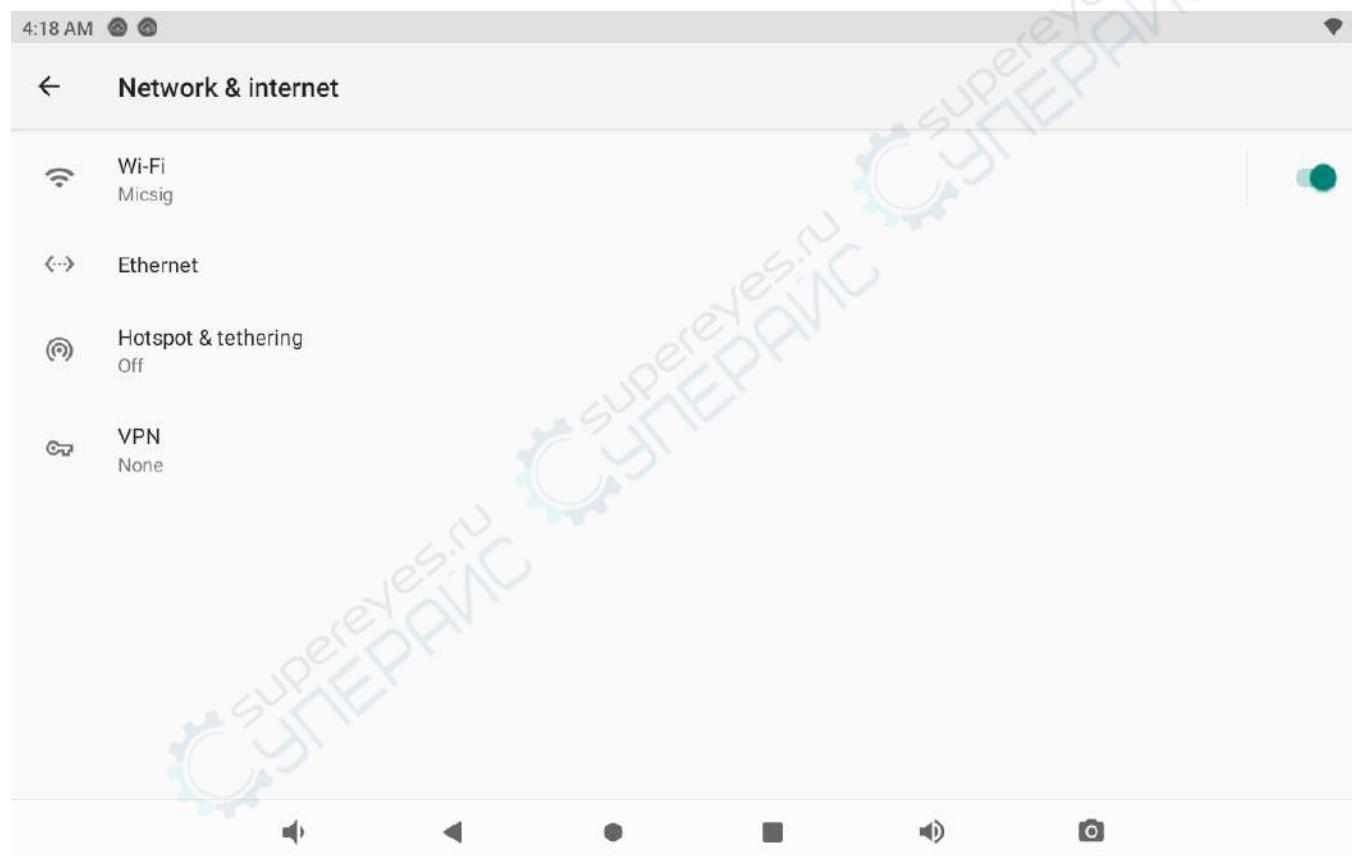 4:18 AM
Network & internet
Wi-Fi
Micsig
Ethernet
Hotspot & tethering
Off
VPN
None
supereyes.ru
СУПЕРАЙС
supereyes.ru
СУПЕРАЙС
supereyes.ru
СУПЕРАЙС